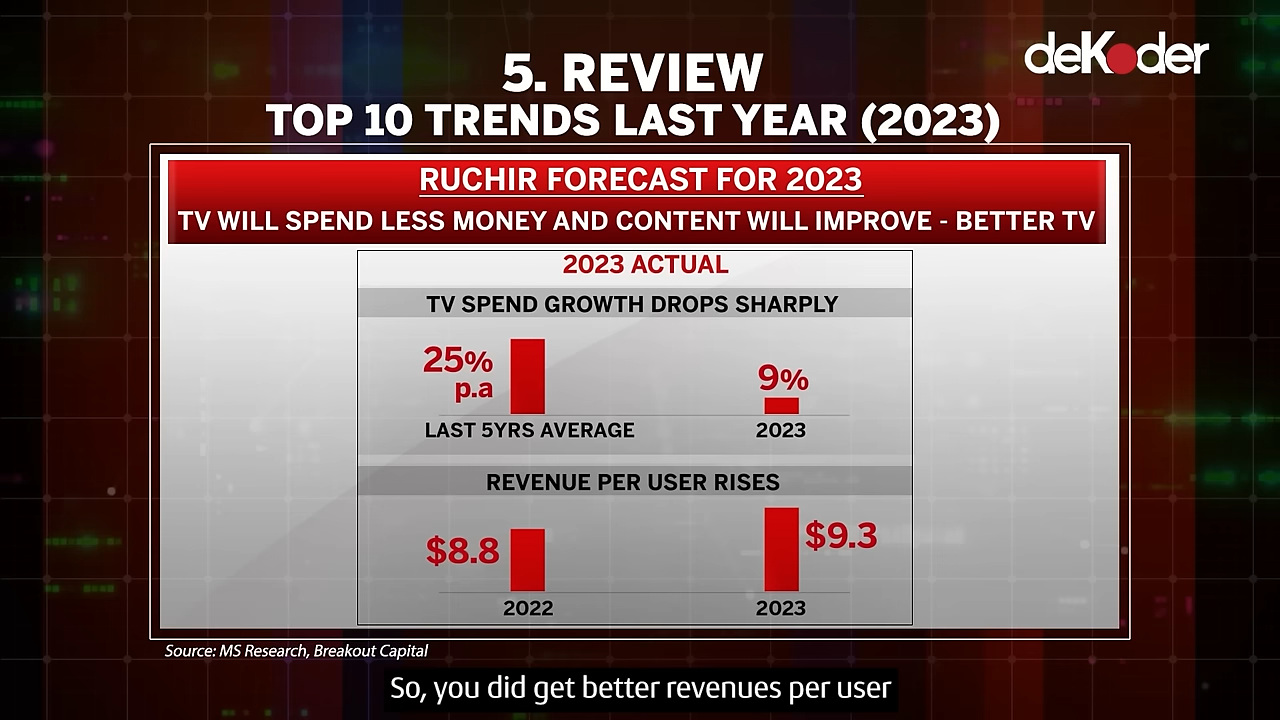 deKoder
5. REVIEW
TOP 10 TRENDS LAST YEAR (2023)
RUCHIR FORECAST FOR 2023
TV WILL SPEND LESS MONEY AND CONTENT WILL IMPROVE - BETTER TV
2023 ACTUAL
TV SPEND GROWTH DROPS SHARPLY
25%
p.a
9%
LAST 5YRS AVERAGE
2023
REVENUE PER USER RISES
$8.8
$9.3
2022
2023
Source: MS Research, Breakout Capital
So, you did get better revenues per user